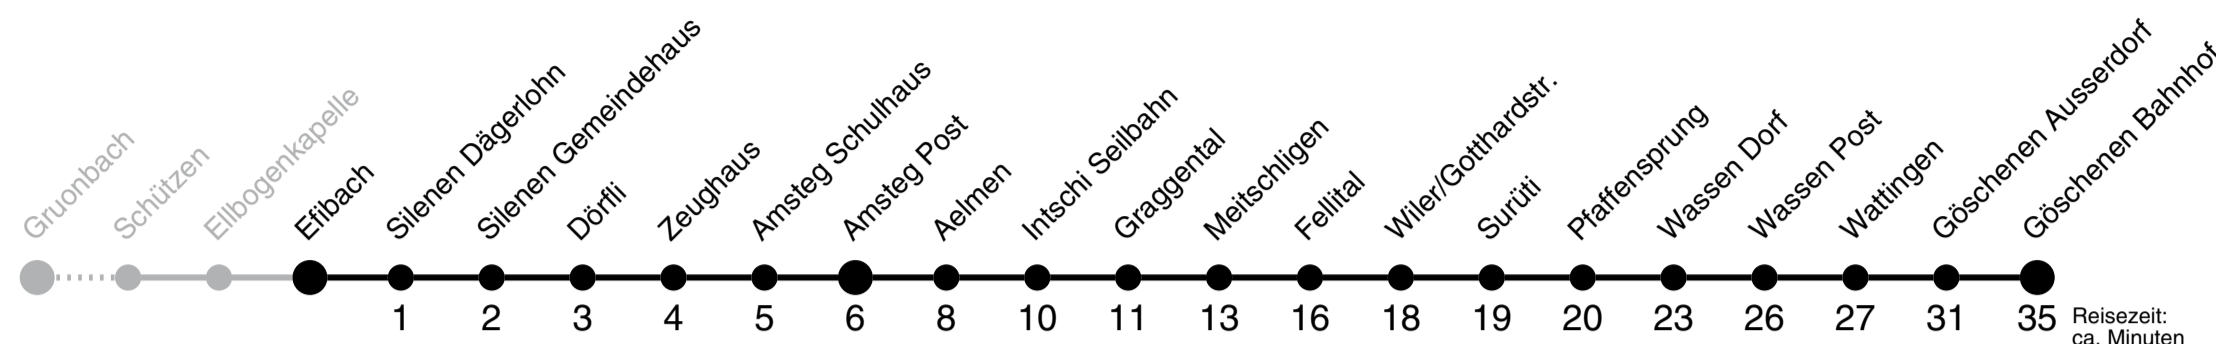 Gruonbach
Schützen
Ellbogenkapelle
Efibach
Silenen Dägerlohn
Silenen Gemeindehaus
Dörfli
Zeughaus
Amsteg Schulhaus
Amsteg Post
Aelmen
Intschi Seilbahn
Graggental
Meitschligen
Fellital
Wiler/Gotthardstr.
Surüti
Pfaffensprung
Wassen Dorf
Wassen Post
Wattingen
Göschenen Ausserdorf
Göschenen Bahnhof
1 2 3 4 5 6 8 10 11 13 16 18 19 20 23 26 27 31 35
Reisezeit:
ca. Minuten